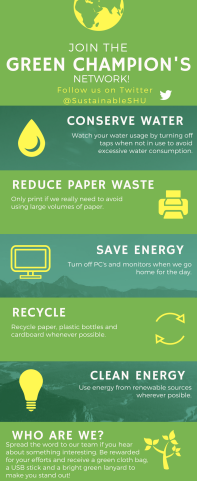 JOIN THE
GREEN CHAMPION'S
NETWORK!
Follow us on Twitter
@SustainableSHU
CONSERVE WATER
Watch your water usage by turning off
taps when not in use to avoid
excessive water consumption.
REDUCE PAPER WASTE
Only print if we really need to avoid
using large volumes of paper.
SAVE ENERGY
Turn off PC's and monitors when we go
home for the day.
RECYCLE
Recycle paper, plastic bottles and
cardboard whenever possible.
CLEAN ENERGY
Use energy from renewable sources
wherever posible.
WHO ARE WE?
Spread the word to our team if you hear
about something interesting. Be rewarded
for your efforts and receive a green cloth bag,
a USB stick and a bright green lanyard to
make you stand out!